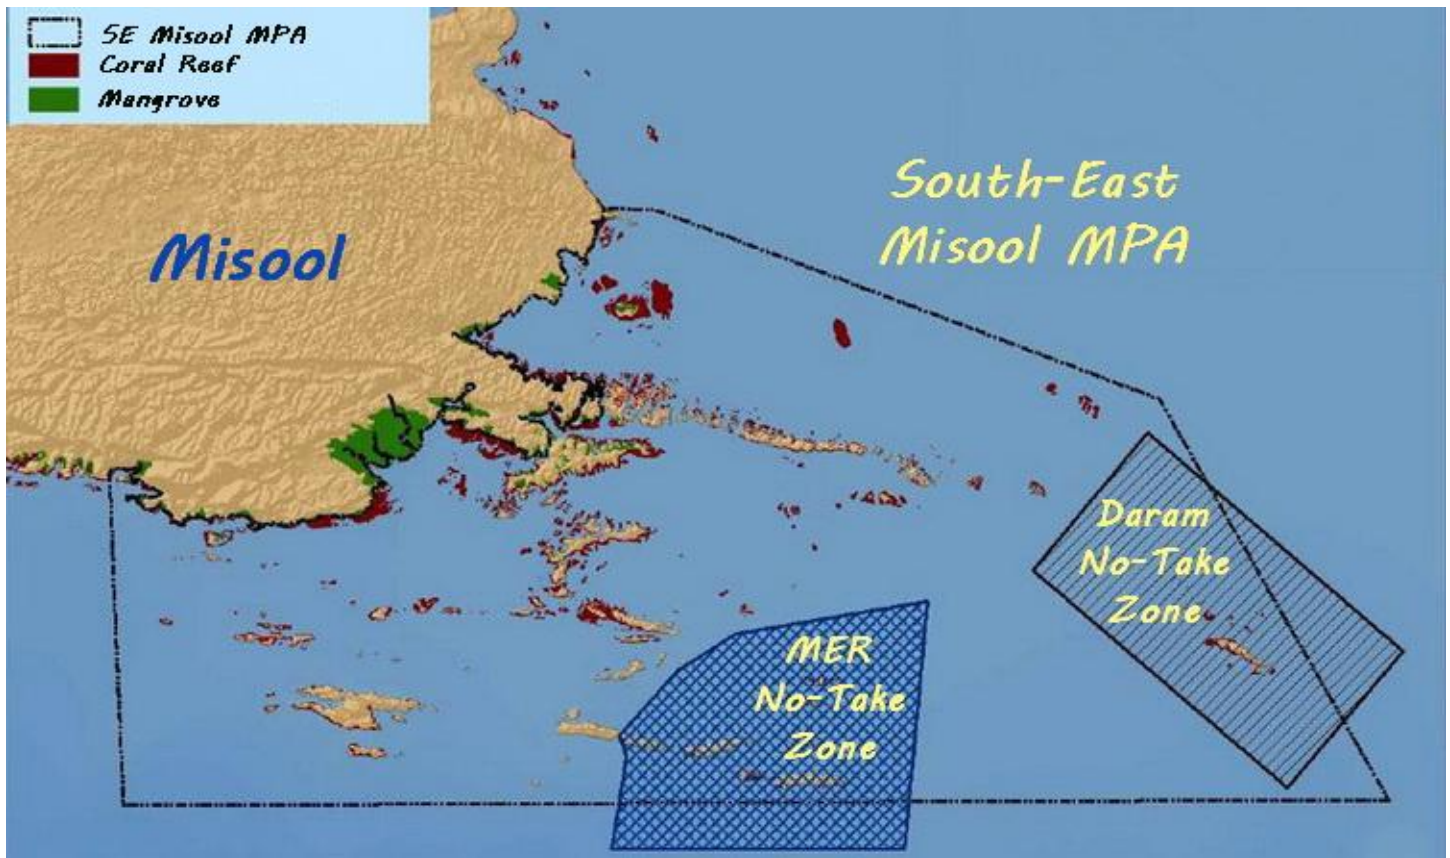 SE Misool MPA
Coral Reef
Mangrove
South-East
Misool MPA
Misool
Daram
No-Take
Zone
MER
No-Take
Zone